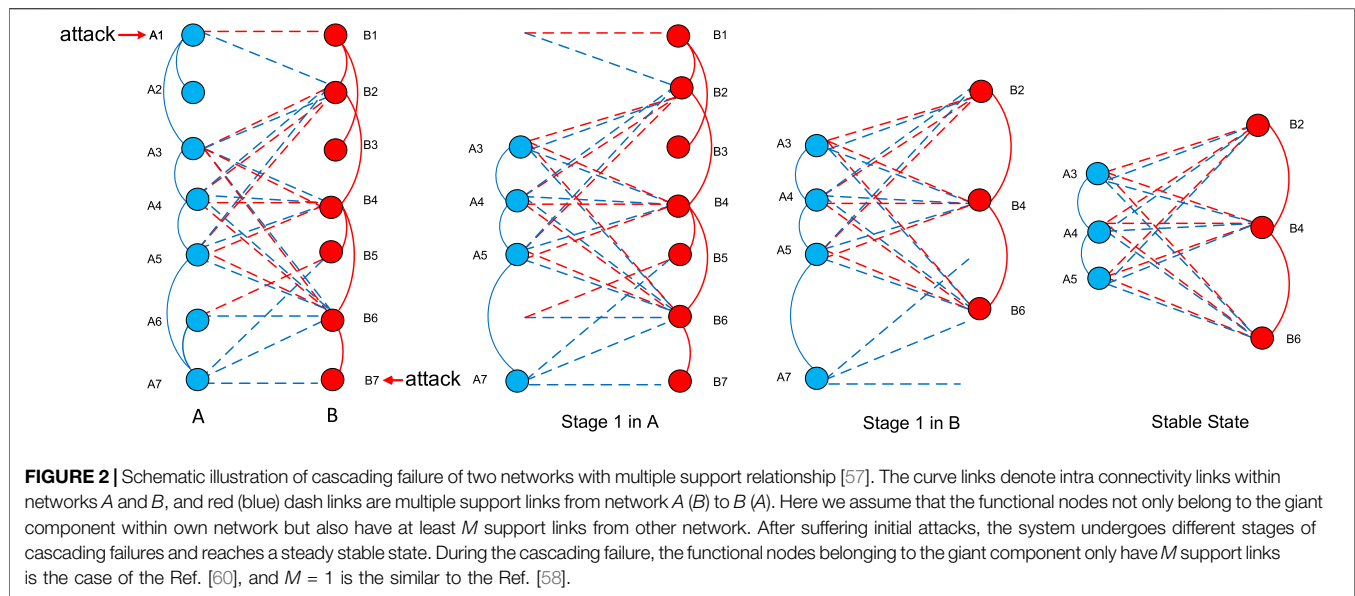 attack
A1
A2
A3
A4
A5
A6
A7
B1
B2
B3
B4
B5
B6
B7
attack
A
B
A3
A4
A5
A7
B1
B2
B3
B4
B5
B6
B7
Stage 1 in A
A3
A4
A5
A7
B2
B4
B6
Stage 1 in B
A3
A4
A5
B2
B4
B6
Stable State
FIGURE 2 | Schematic illustration of cascading failure of two networks with multiple support relationship [57]. The curve links denote intra connectivity links within
networks A and B, and red (blue) dash links are multiple support links from network A (B) to B (A). Here we assume that the functional nodes not only belong to the giant
component within own network but also have at least M support links from other network. After suffering initial attacks, the system undergoes different stages of
cascading failures and reaches a steady stable state. During the cascading failure, the functional nodes belonging to the giant component only have M support links
is the case of the Ref. [60], and M = 1 is the similar to the Ref. [58].